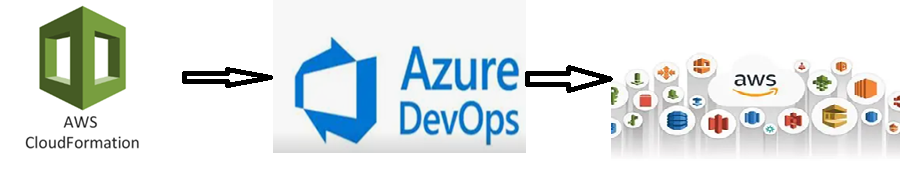 AWS
CloudFormation
Azure
DevOps
aws